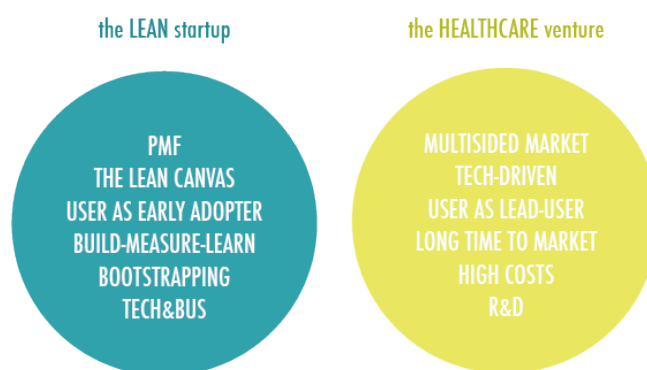 the LEAN startup
PMF
THE LEAN CANVAS
USER AS EARLY ADOPTER
BUILD-MEASURE-LEARN
BOOTSTRAPPING
TECH&BUS
the HEALTHCARE venture
MULTISIDED MARKET
TECH-DRIVEN
USER AS LEAD-USER
LONG TIME TO MARKET
HIGH COSTS
R&D